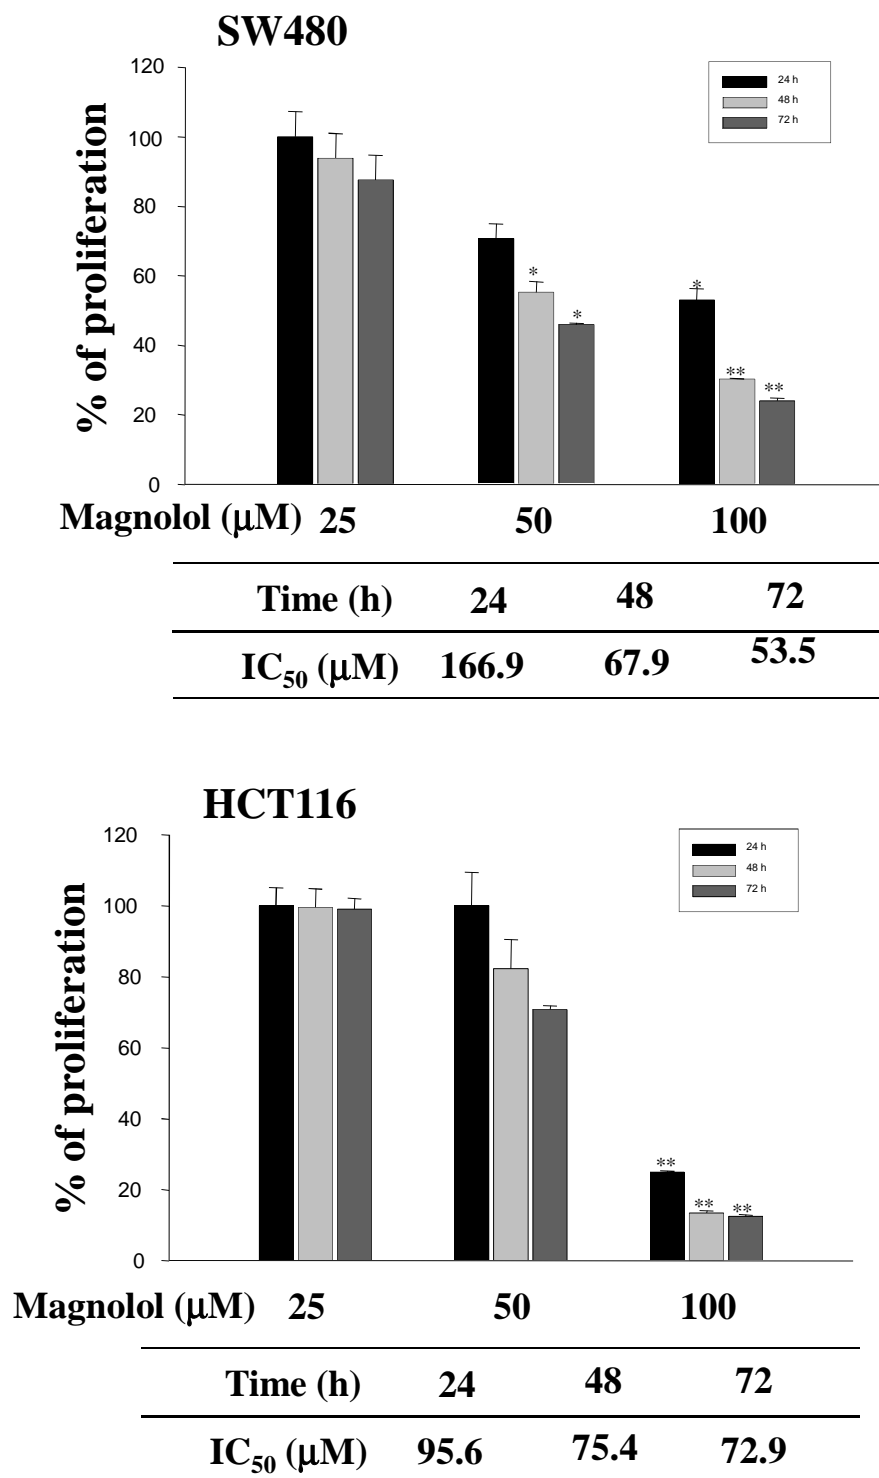 SW480
120
100
80
60
40
20
0
% of proliferation
24 h
48 h
72 h
*
*
*
**
**
Magnolol (μM) 25 50 100
Time (h) 24 48 72
IC50 (μM) 166.9 67.9 53.5
HCT116
120
100
80
60
40
20
0
% of proliferation
24 h
48 h
72 h
**
**
**
Magnolol (μM) 25 50 100
Time (h) 24 48 72
IC50 (μM) 95.6 75.4 72.9